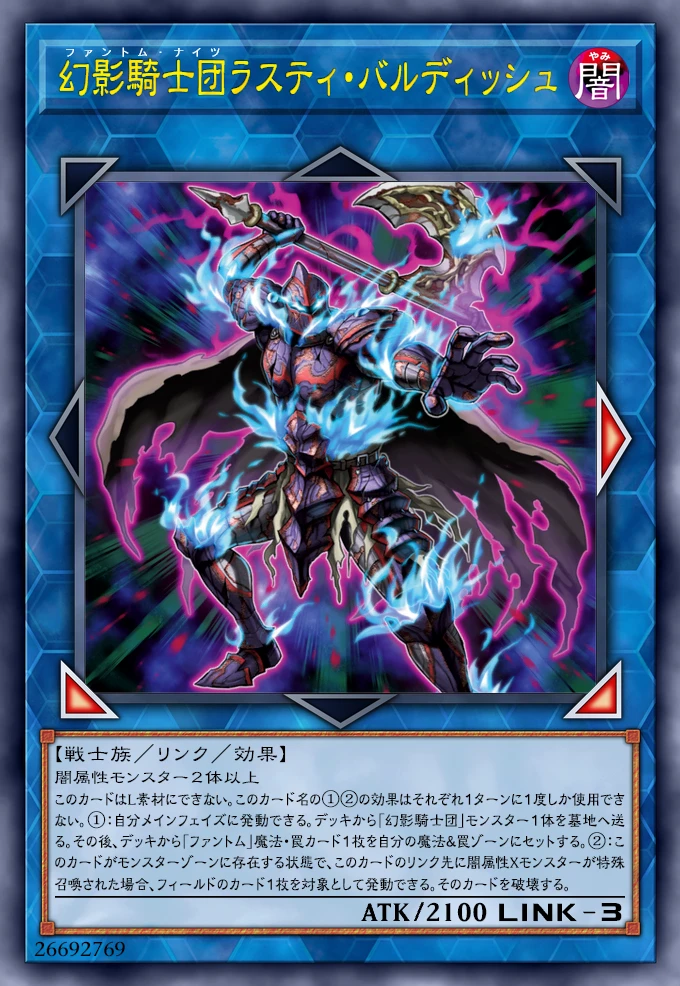 ファントム・ナイツ
幻影騎士団ラスティ・バルディッシュ
やみ
闇
【戦士族／リンク／効果】
闇属性モンスター2体以上
このカードはL素材にできない。このカード名の①②の効果はそれぞれ1ターンに1度しか使用でき
ない。①：自分メインフェイズに発動できる。デッキから「幻影騎士団」モンスター1体を墓地へ送
る。その後、デッキから「ファントム」魔法・罠カード1枚を自分の魔法&罠ゾーンにセットする。②：こ
のカードがモンスターゾーンに存在する状態で、このカードのリンク先に闇属性Xモンスターが特殊
召喚された場合、フィールドのカード1枚を対象として発動できる。そのカードを破壊する。
ATK/2100 LINK-3
26692769